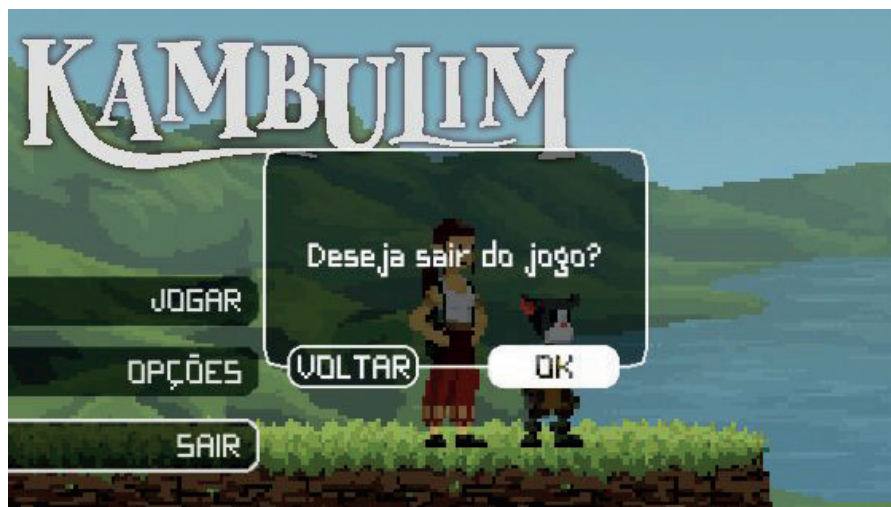 KAMBULIM
Deseja sair do jogo?
JOGAR
OPÇÕES
VOLTAR
OK
SAIR